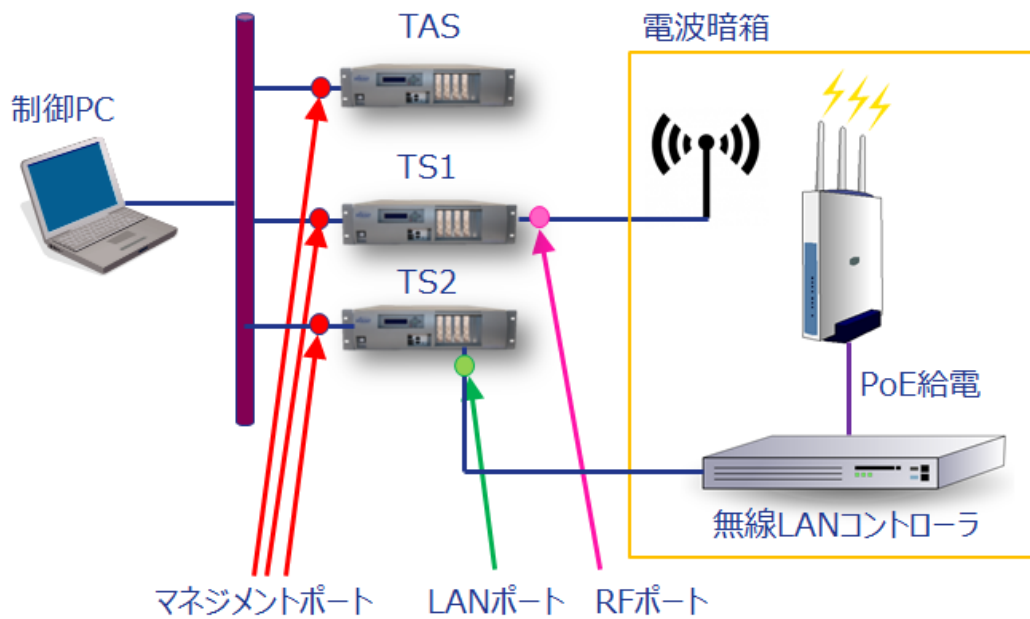 TAS
電波暗箱
制御PC
TS1
TS2
PoE給電
無線LANコントローラ
マネジメントポート
LANポート
RFポート